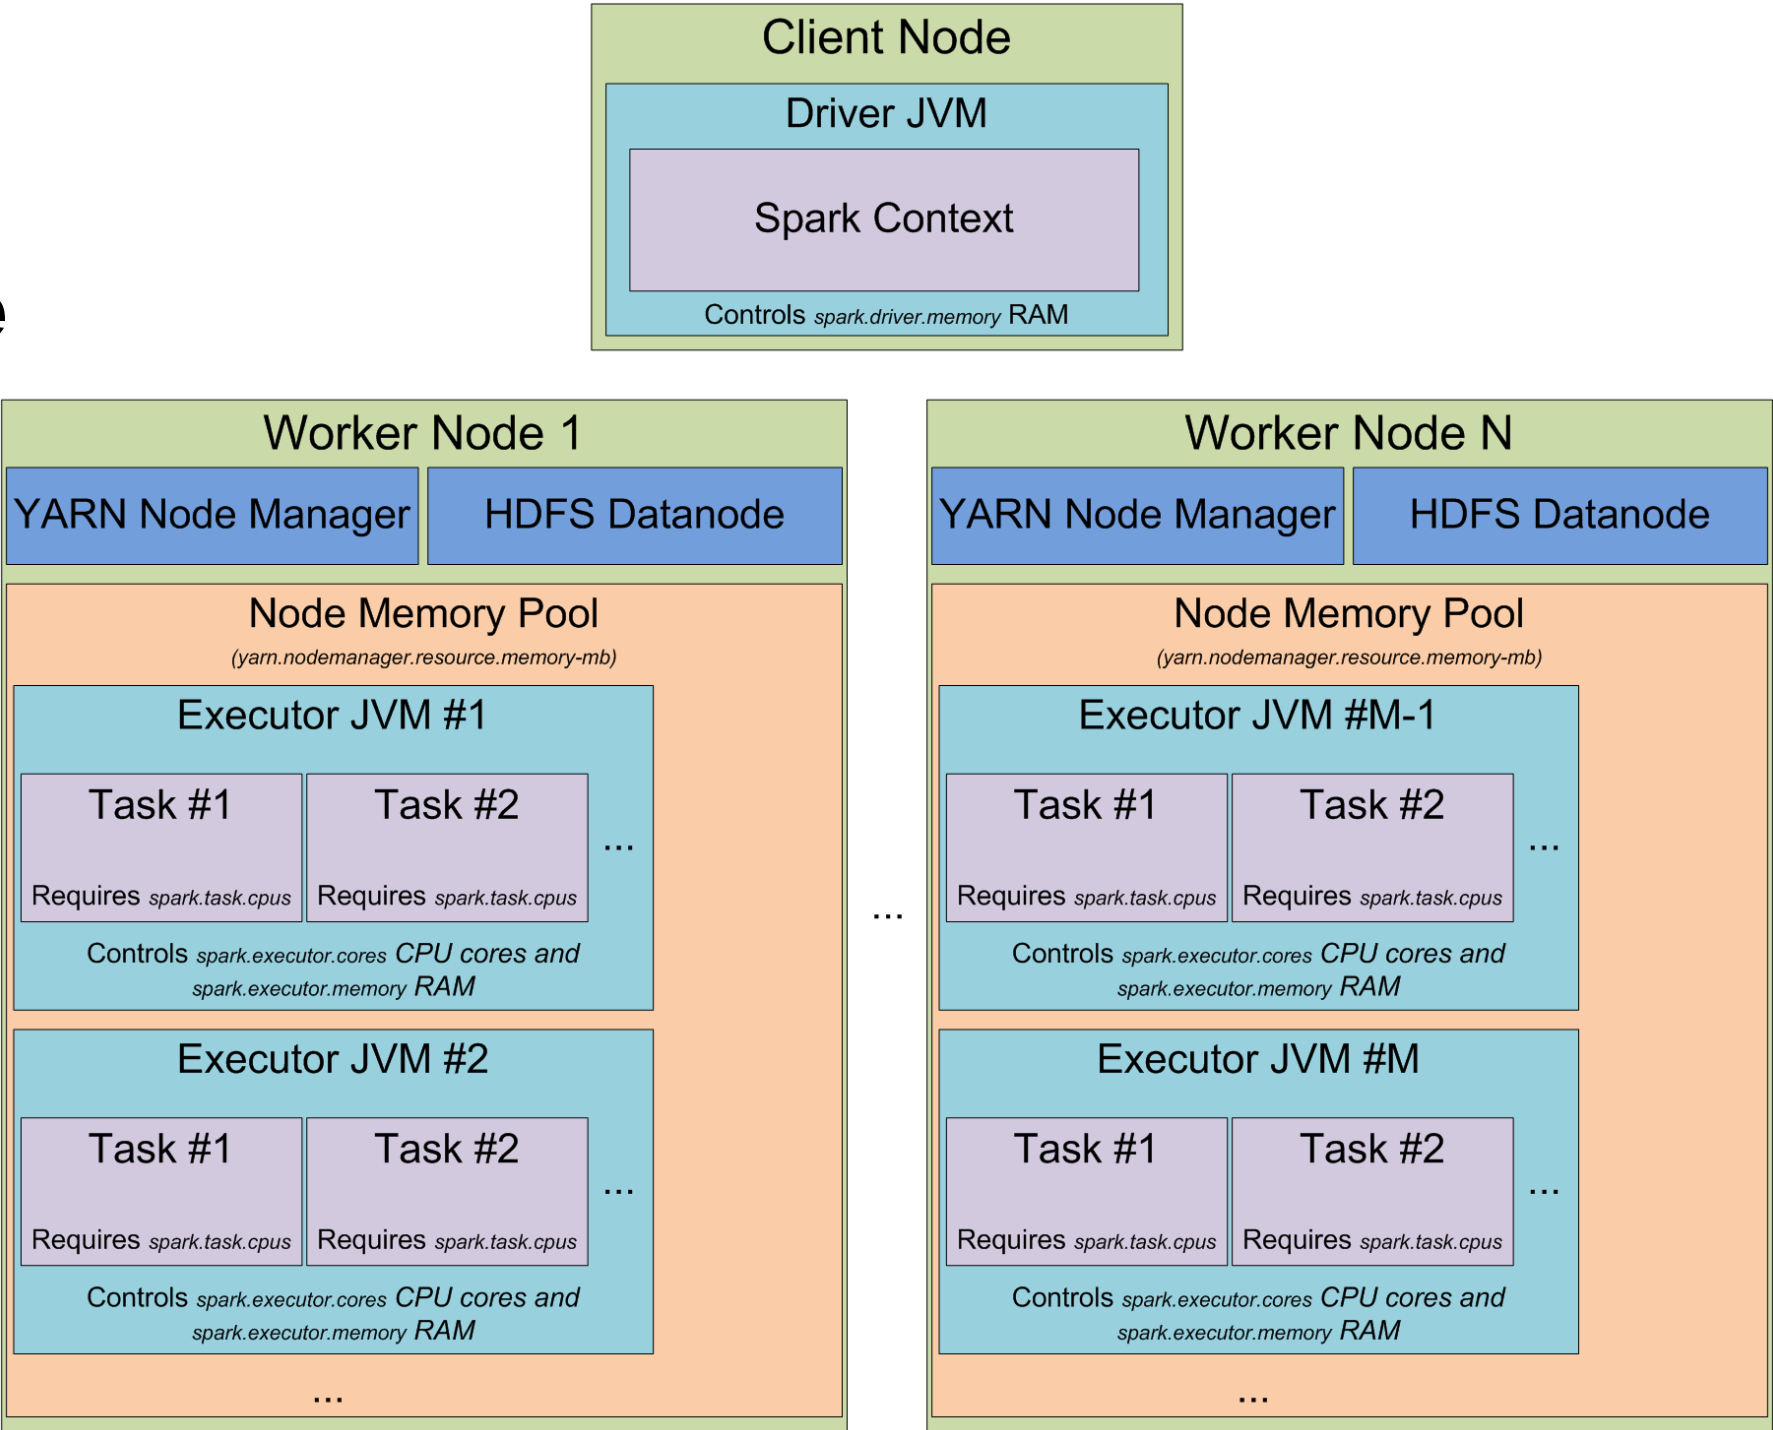 Client Node
Driver JVM
Spark Context
Controls spark.driver.memory RAM
e
Worker Node 1
YARN Node Manager
HDFS Datanode
Node Memory Pool
(yarn.nodemanager.resource.memory-mb)
Executor JVM #1
Task #1
Requires spark.task.cpus
Task #2
Requires spark.task.cpus
...
Controls spark.executor.cores CPU cores and
spark.executor.memory RAM
Executor JVM #2
Task #1
Requires spark.task.cpus
Task #2
Requires spark.task.cpus
...
Controls spark.executor.cores CPU cores and
spark.executor.memory RAM
...
...
Worker Node N
YARN Node Manager
HDFS Datanode
Node Memory Pool
(yarn.nodemanager.resource.memory-mb)
Executor JVM #M-1
Task #1
Requires spark.task.cpus
Task #2
Requires spark.task.cpus
...
Controls spark.executor.cores CPU cores and
spark.executor.memory RAM
Executor JVM #M
Task #1
Requires spark.task.cpus
Task #2
Requires spark.task.cpus
...
Controls spark.executor.cores CPU cores and
spark.executor.memory RAM
...